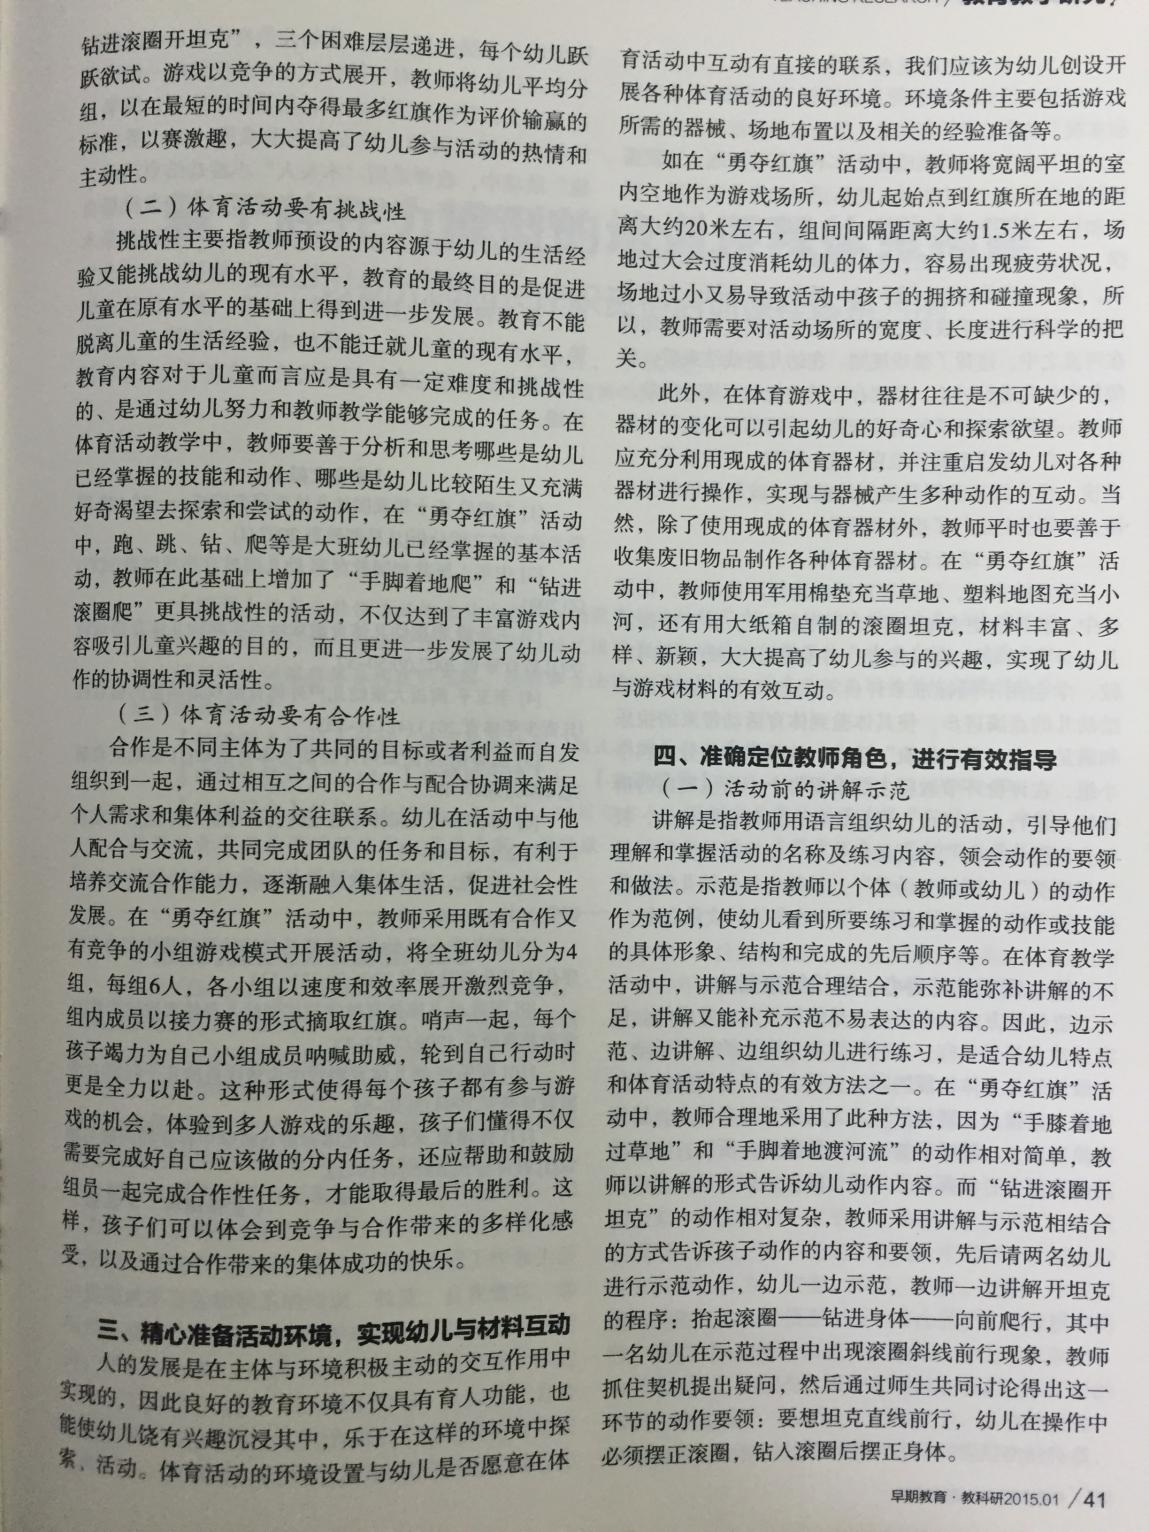 钻进滚圈开坦克”，三个困难层层递进，每个幼儿跃
跃欲试。游戏以竞争的方式展开，教师将幼儿平均分
组，以在最短的时间内夺得最多红旗作为评价输赢的
标准，以赛激趣，大大提高了幼儿参与活动的热情和
主动性。
（二）体育活动要有挑战性
挑战性主要指教师预设的内容源于幼儿的生活经
验又能挑战幼儿的现有水平，教育的最终目的是促进
儿童在原有水平的基础上得到进一步发展。教育不能
脱离儿童的生活经验，也不能迁就儿童的现有水平，
教育内容对于儿童而言应是具有一定难度和挑战性
的、是通过幼儿努力和教师教学能够完成的任务。在
体育活动教学中，教师要善于分析和思考哪些是幼儿
已经掌握的技能和动作、哪些是幼儿比较陌生又充满
好奇渴望去探索和尝试的动作，在“勇夺红旗”活动
中，跑、跳、钻、爬等是大班幼儿已经掌握的基本活
动，教师在此基础上增加了“手脚着地爬”和“钻进
滚圈爬”更具挑战性的活动，不仅达到了丰富游戏内
容吸引儿童兴趣的目的，而且更进一步发展了幼儿动
作的协调性和灵活性。
（三）体育活动要有合作性
合作是不同主体为了共同的目标或者利益而自发
组织到一起，通过相互之间的合作与配合协调来满足
个人需求和集体利益的交往联系。幼儿在活动中与他
人配合与交流，共同完成团队的任务和目标，有利于
培养交流合作能力，逐渐融入集体生活，促进社会性
发展。在“勇夺红旗”活动中，教师采用既有合作又
有竞争的小组游戏模式开展活动，将全班幼儿分为4
组，每组6人，各小组以速度和效率展开激烈竞争，
组内成员以接力赛的形式摘取红旗。哨声一起，每个
孩子竭力为自己小组成员呐喊助威，轮到自己行动时
更是全力以赴。这种形式使得每个孩子都有参与游
戏的机会，体验到多人游戏的乐趣，孩子们懂得不仅
需要完成好自己应该做的分内任务，还应帮助和鼓励
组员一起完成合作性任务，才能取得最后的胜利。这
样，孩子们可以体会到竞争与合作带来的多样化感
受，以及通过合作带来的集体成功的快乐。
三、精心准备活动环境，实现幼儿与材料互动
人的发展是在主体与环境积极主动的交互作用中
实现的，因此良好的教育环境不仅具有育人功能，也
能使幼儿饶有兴趣沉浸其中，乐于在这样的环境中探
索、活动。体育活动的环境设置与幼儿是否愿意在体
育活动中互动有直接的联系，我们应该为幼儿创设开
展各种体育活动的良好环境。环境条件主要包括游戏
所需的器械、场地布置以及相关的经验准备等。
如在“勇夺红旗”活动中，教师将宽阔平坦的室
内空地作为游戏场所，幼儿起始点到红旗所在地的距
离大约20米左右，组间间隔距离大约1.5米左右，场
地过大会过度消耗幼儿的体力，容易出现疲劳状况，
场地过小又易导致活动中孩子的拥挤和碰撞现象，所
以，教师需要对活动场所的宽度、长度进行科学的把
关。
此外，在体育游戏中，器材往往是不可缺少的，
器材的变化可以引起幼儿的好奇心和探索欲望。教师
应充分利用现成的体育器材，并注重启发幼儿对各种
器材进行操作，实现与器械产生多种动作的互动。当
然，除了使用现成的体育器材外，教师平时也要善于
收集废旧物品制作各种体育器材。在“勇夺红旗”活
动中，教师使用军用棉垫充当草地、塑料地图充当小
河，还有用大纸箱自制的滚圈坦克，材料丰富、多
样、新颖，大大提高了幼儿参与的兴趣，实现了幼儿
与游戏材料的有效互动。
四、准确定位教师角色，进行有效指导
（一）活动前的讲解示范
讲解是指教师用语言组织幼儿的活动，引导他们
理解和掌握活动的名称及练习内容，领会动作的要领
和做法。示范是指教师以个体（教师或幼儿）的动作
作为范例，使幼儿看到所要练习和掌握的动作或技能
的具体形象、结构和完成的先后顺序等。在体育教学
活动中，讲解与示范合理结合，示范能弥补讲解的不
足，讲解又能补充示范不易表达的内容。因此，边示
范、边讲解、边组织幼儿进行练习，是适合幼儿特点
和体育活动特点的有效方法之一。在“勇夺红旗”活
动中，教师合理地采用了此种方法，因为“手膝着地
过草地”和“手脚着地渡河流”的动作相对简单，教
师以讲解的形式告诉幼儿动作内容。而“钻进滚圈开
坦克”的动作相对复杂，教师采用讲解与示范相结合
的方式告诉孩子动作的内容和要领，先后请两名幼儿
进行示范动作，幼儿一边示范，教师一边讲解开坦克
的程序：抬起滚圈——钻进身体——向前爬行，其中
一名幼儿在示范过程中出现滚圈斜线前行现象，教师
抓住契机提出疑问，然后通过师生共同讨论得出这一
环节的动作要领：要想坦克直线前行，幼儿在操作中
必须摆正滚圈，钻入滚圈后摆正身体。
早期教育·教科研2015.01 / 41